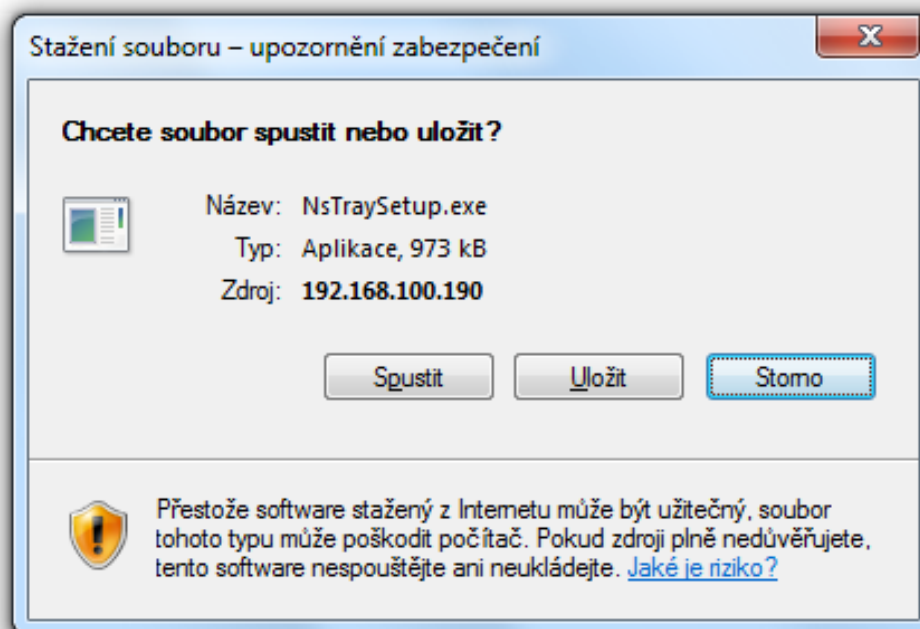 Stažení souboru – upozornění zabezpečení
Chcete soubor spustit nebo uložit?
Název: NsTraySetup.exe
Typ: Aplikace, 973 kB
Zdroj: 192.168.100.190
Spustit Uložit Storno
Přestože software stažený z Internetu může být užitečný, soubor
tohoto typu může poškodit počítač. Pokud zdroji plně nedůvěřujete,
tento software nespouštějte ani neukládejte. Jaké je riziko?